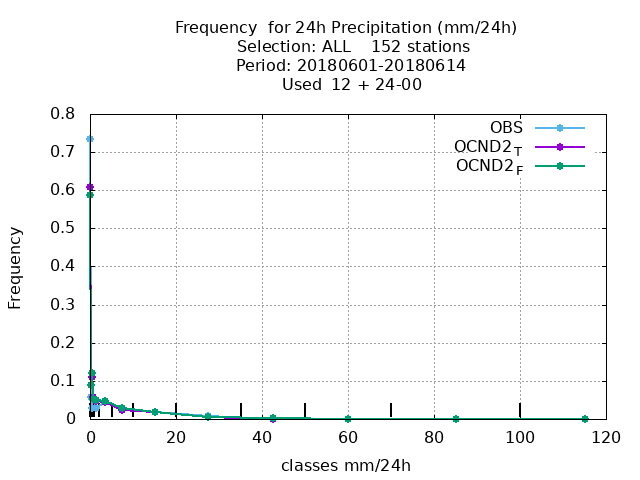 Frequency  for 24h Precipitation (mm/24h)
Selection: ALL    152 stations
Period: 20180601-20180614
Used  12 + 24-00
OBS
OCND2T
OCND2F
0.8
0.7
0.6
0.5
0.4
0.3
0.2
0.1
0
Frequency
0 20 40 60 80 100 120
classes mm/24h